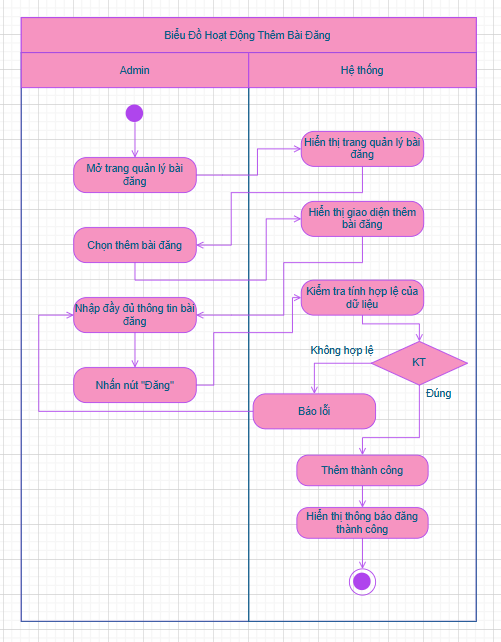 Biểu Đồ Hoạt Động Thêm Bài Đăng
Admin
Hệ thống
Hiển thị trang quản lý bài
đăng
Mở trang quản lý bài
đăng
Hiển thị giao diện thêm
bài đăng
Chọn thêm bài đăng
Kiểm tra tính hợp lệ của
dữ liệu
Nhập đầy đủ thông tin bài
đăng
Không hợp lệ
KT
Nhấn nút "Đăng"
Đúng
Báo lỗi
Thêm thành công
Hiển thị thông báo đăng
thành công